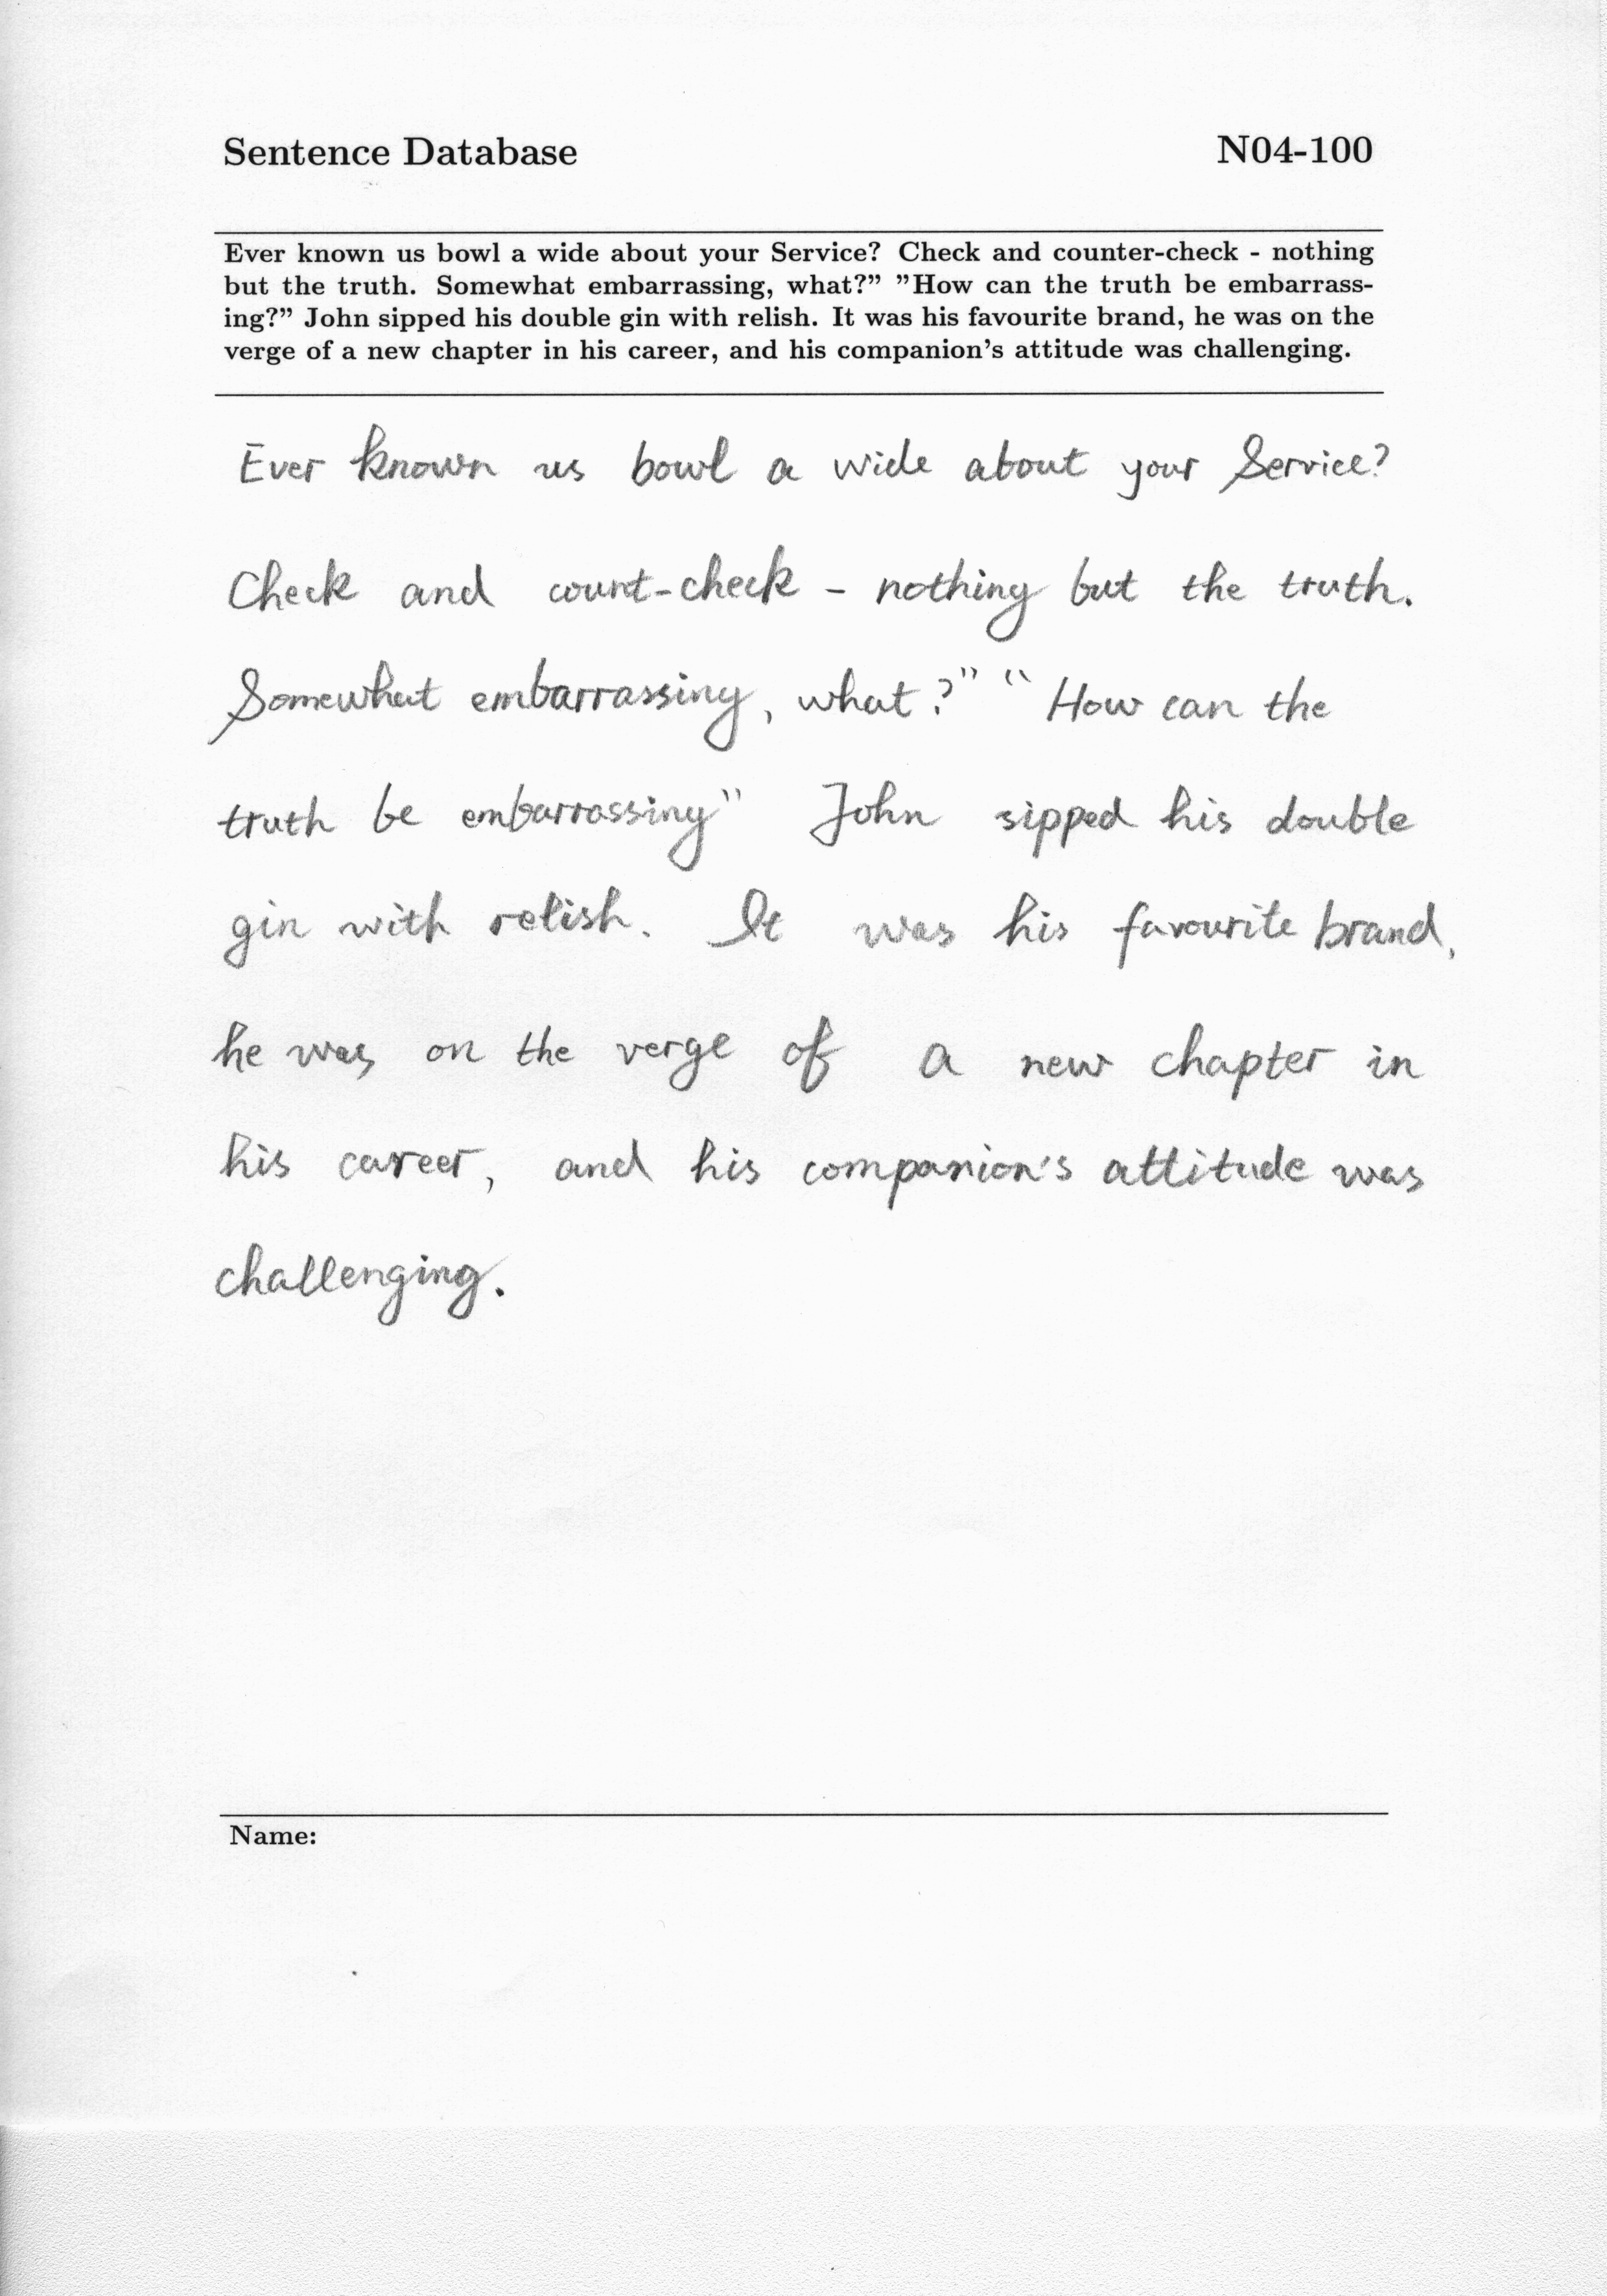 Sentence Database N04-100
Ever known us bowl a wide about your Service? Check and counter-check - nothing
but the truth. Somewhat embarrassing, what?" "How can the truth be embarrass-
ing?" John sipped his double gin with relish. It was his favourite brand, he was on the
verge of a new chapter in his career, and his companion's attitude was challenging.
Ever known us bowl a wide about your Service?
Check and count-check - nothing but the truth.
Somewhat embarrassing, what?" "How can the
truth be embarrassing" John sipped his double
gin with relish. It was his favourite brand,
he was on the verge of a new chapter in
his career, and his companion's attitude was
challenging.
Name: